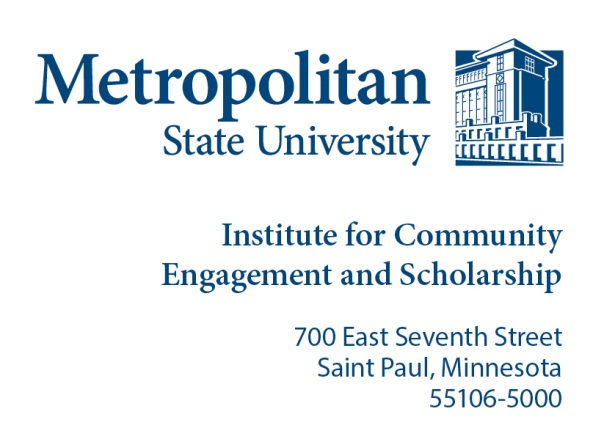 Metropolitan
State University
Institute for Community
Engagement and Scholarship
700 East Seventh Street
Saint Paul, Minnesota
55106-5000